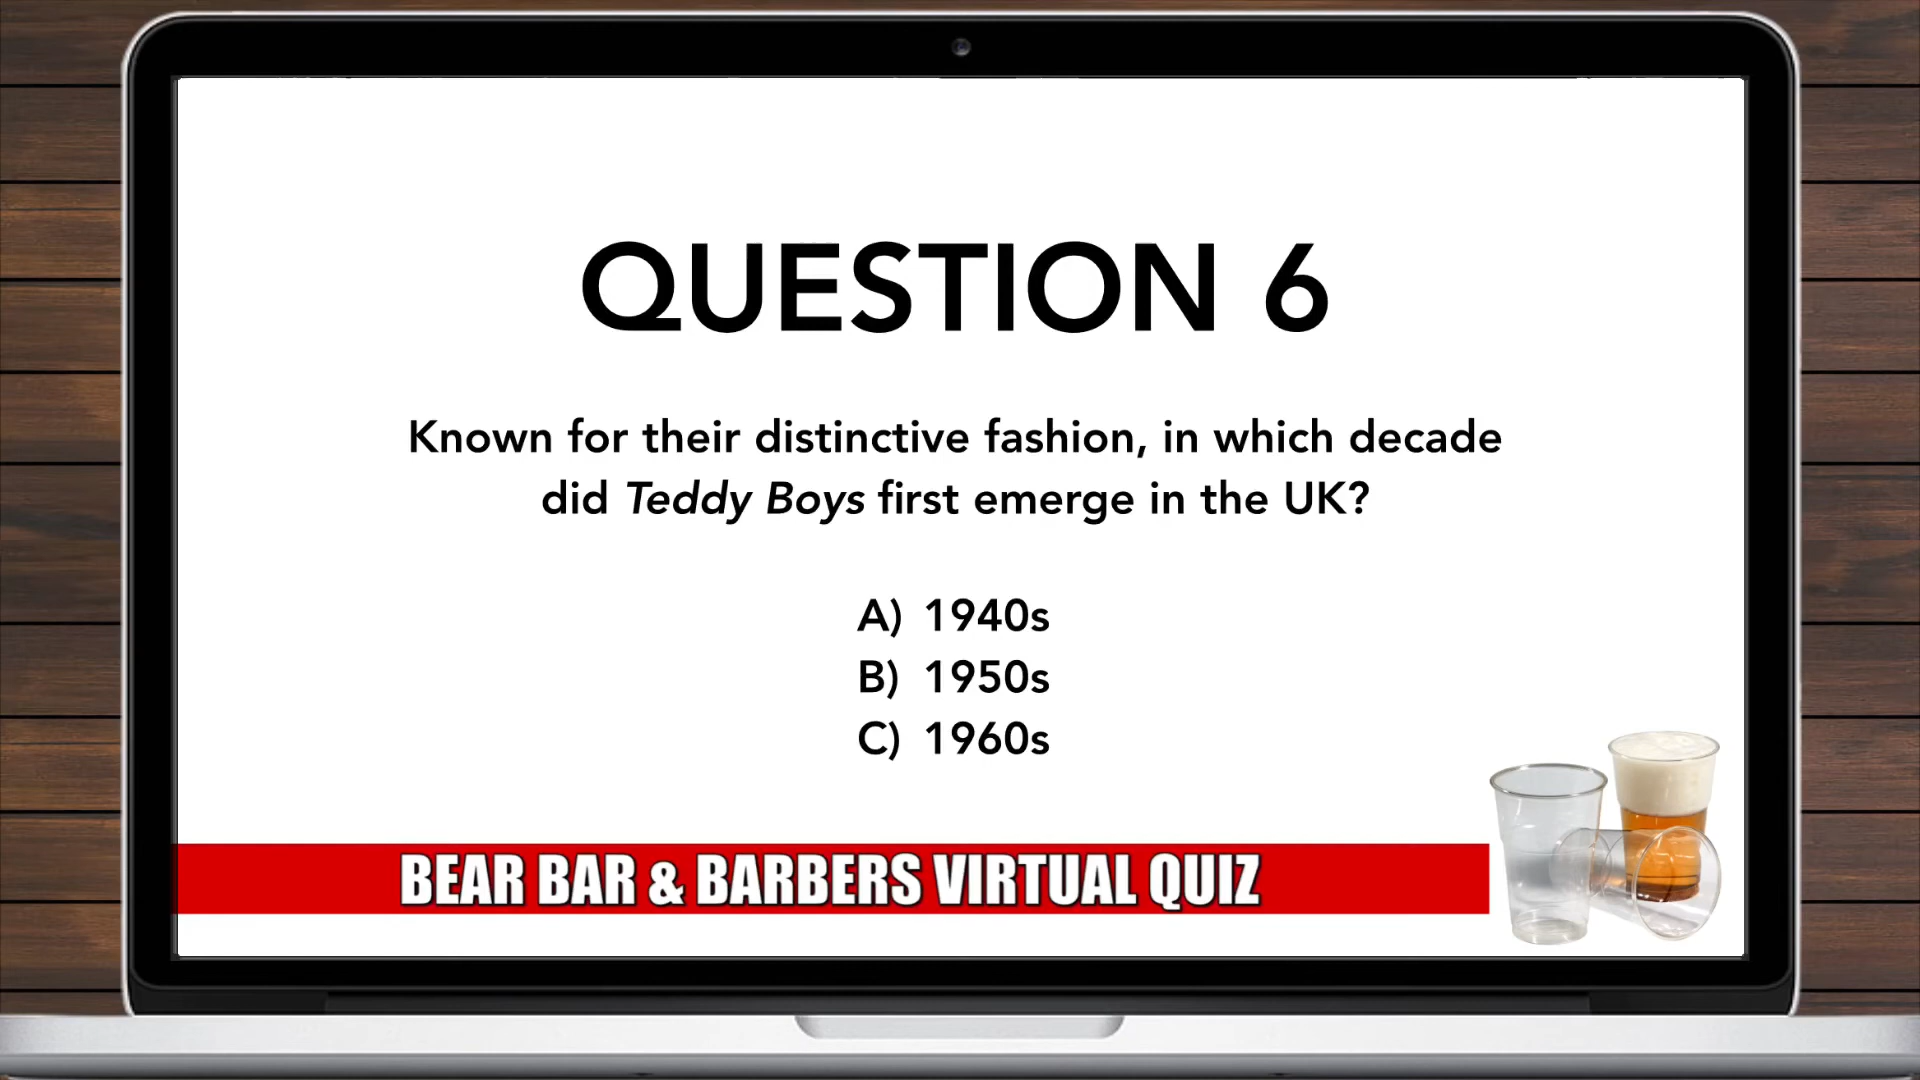 QUESTION 6
Known for their distinctive fashion, in which decade
did Teddy Boys first emerge in the UK?
A) 1940s
B) 1950s
C) 1960s
BEAR BAR & BARBERS VIRTUAL QUIZ